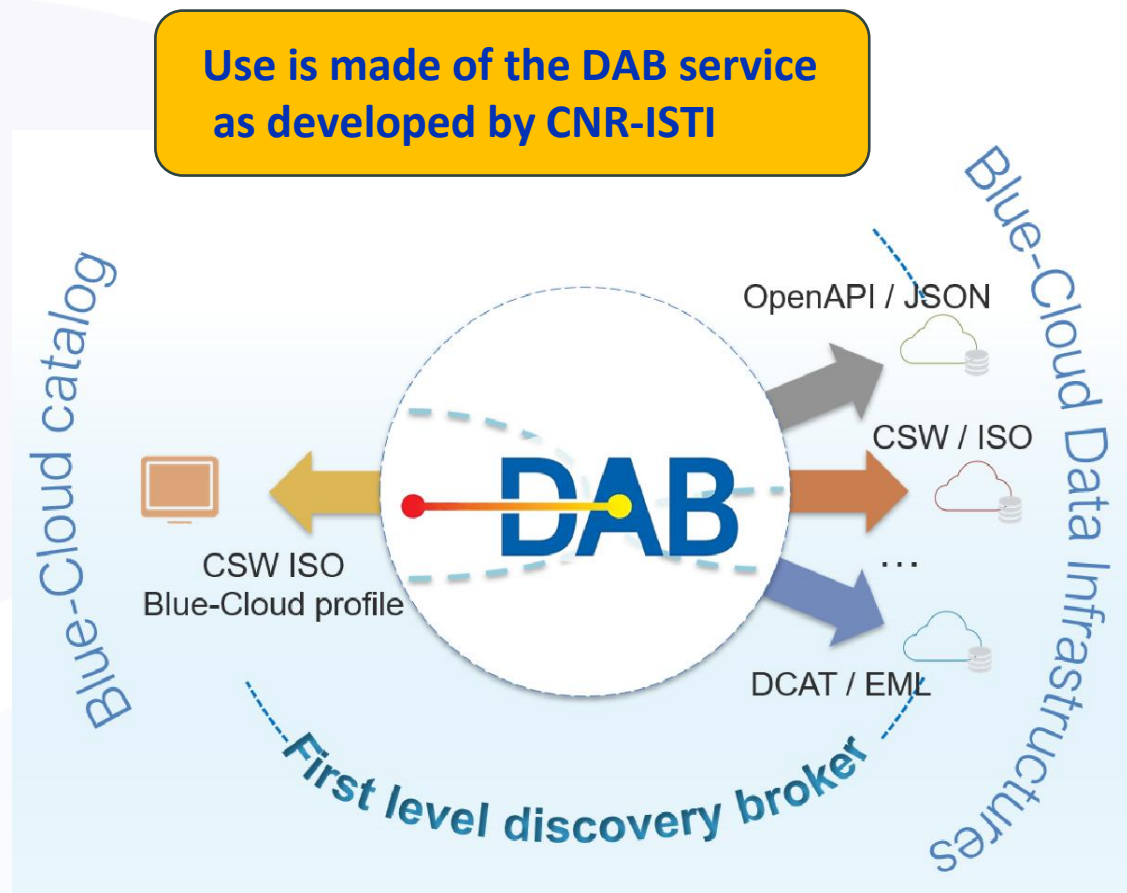 Use is made of the DAB service
as developed by CNR-ISTI
Blue-Cloud catalog
CSW ISO
Blue-Cloud profile
DAB
OpenAPI / JSON
CSW / ISO
...
DCAT / EML
Blue-Cloud Data Infrastructures
First level discovery broker